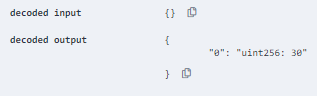 decoded input {}
decoded output {
"0": "uint256: 30"
}